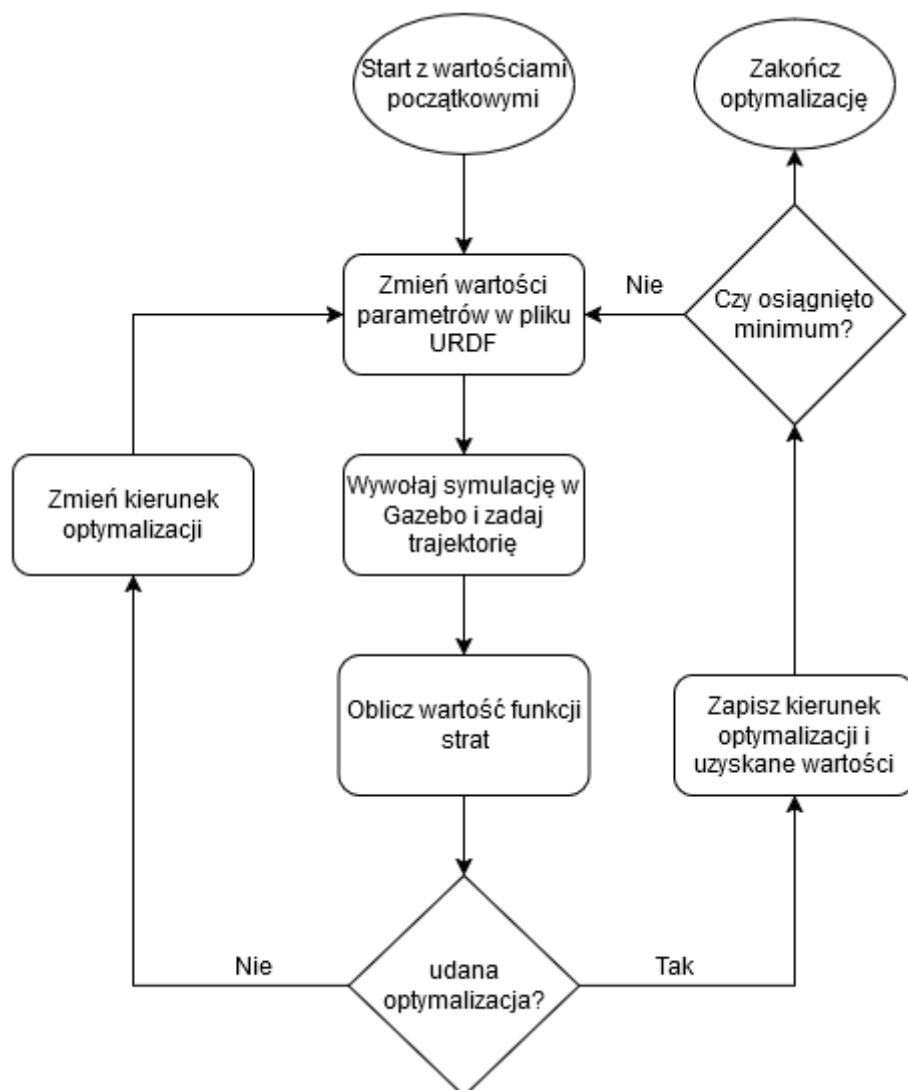 Start z wartościami
początkowymi
Zakończ
optymalizację
Zmień wartości
parametrów w pliku
URDF
Nie
Czy osiągnięto
minimum?
Zmień kierunek
optymalizacji
Wywołaj symulację w
Gazebo i zadaj
trajektorię
Oblicz wartość funkcji
strat
Zapisz kierunek
optymalizacji i
uzyskane wartości
Nie
udana
optymalizacja?
Tak